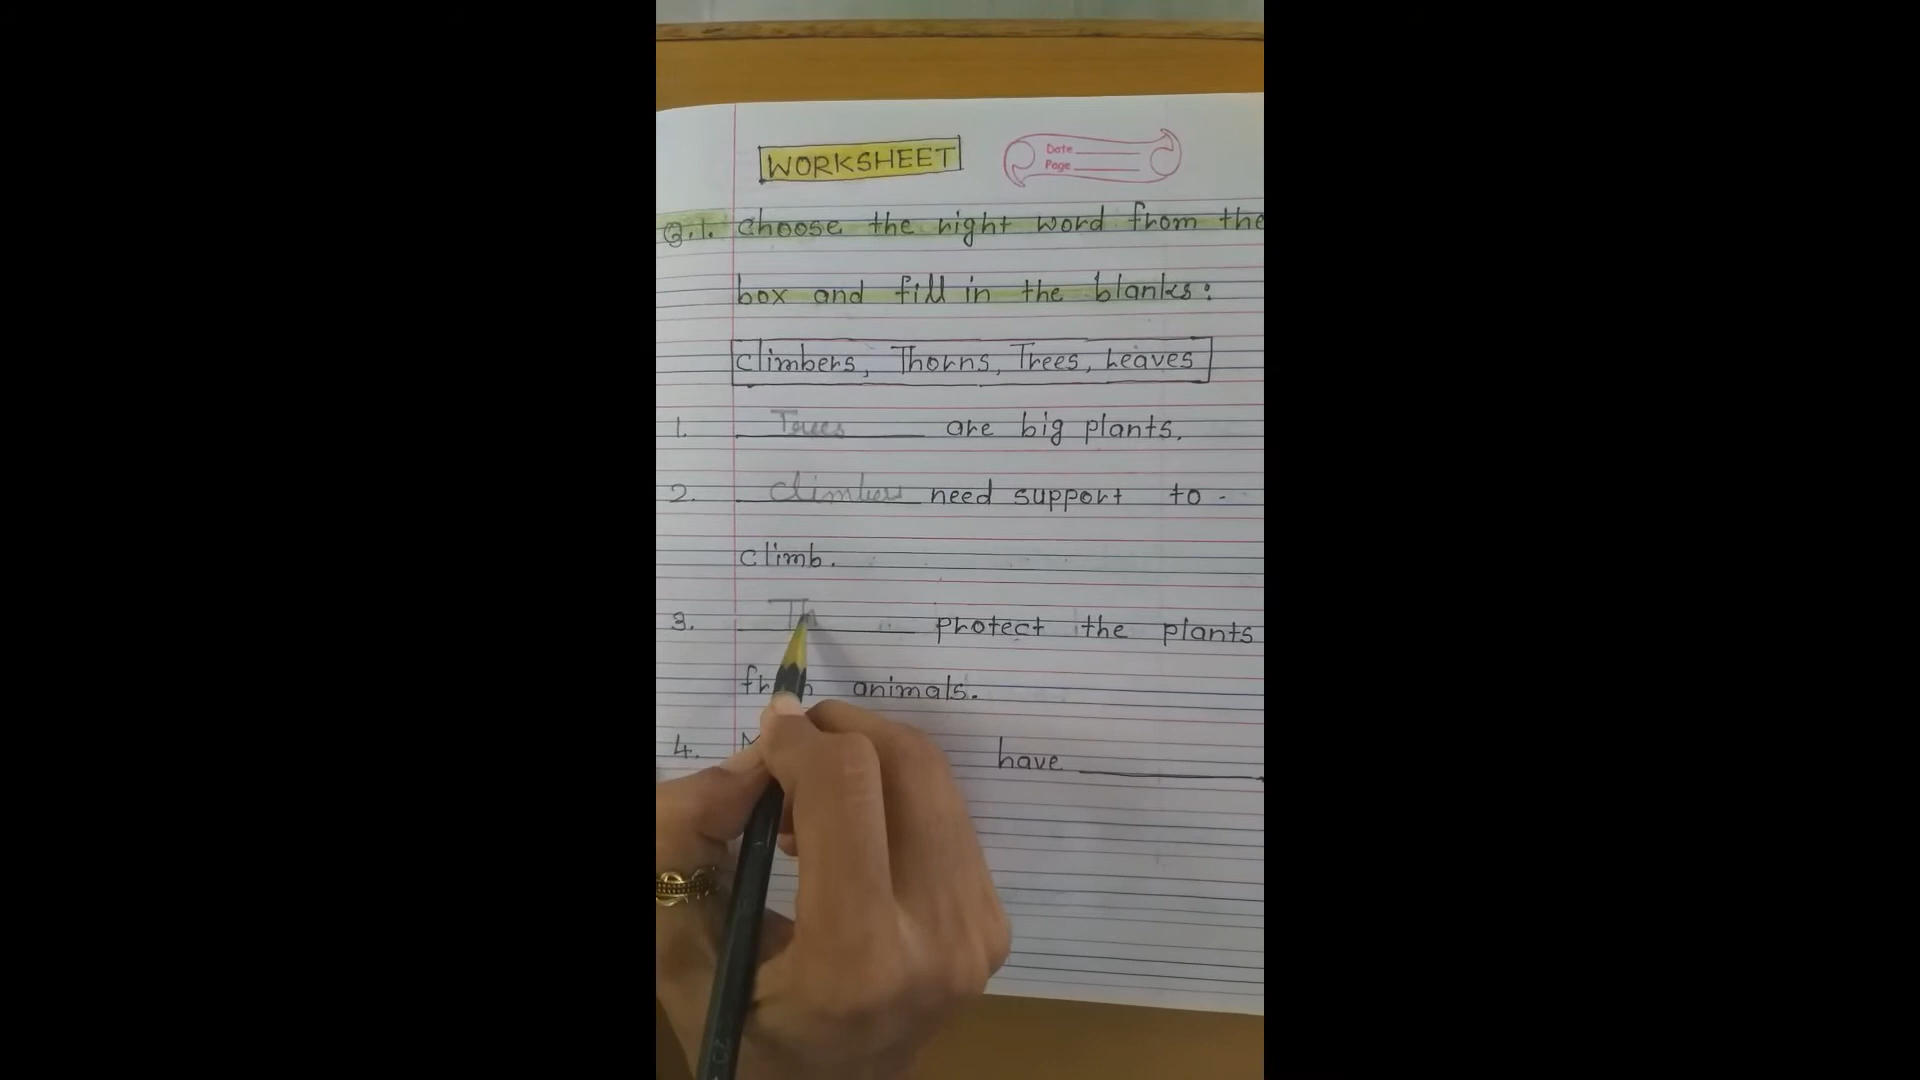 WORKSHEET
Date
Page
Q.1. Choose the right word from the
box and fill in the blanks:
Climbers, Thorns, Trees, Leaves
1. Trees are big plants.
2. Climbers need support to -
climb.
3. Th protect the plants
animals.
4. have